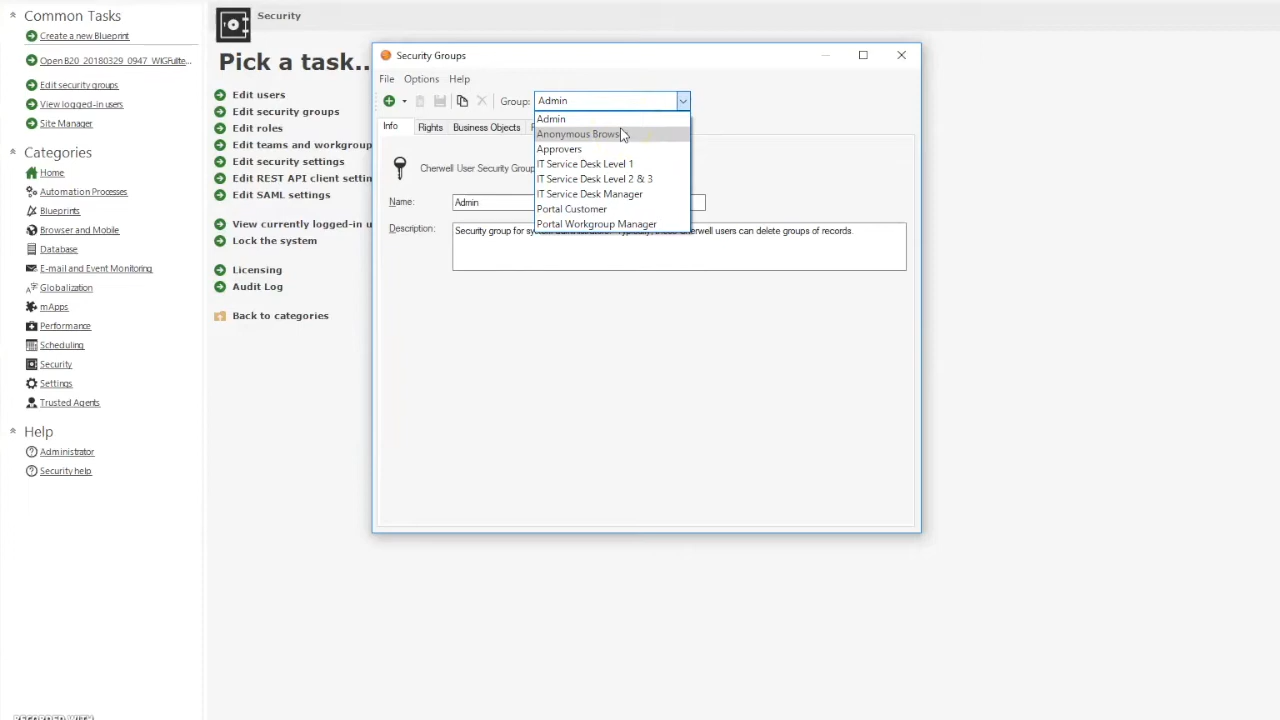 Common Tasks
Create a new Blueprint
Open B20_20180329_0947_WIGFullte...
Edit security groups
View logged-in users
Site Manager
Categories
Home
Automation Processes
Blueprints
Browser and Mobile
Database
E-mail and Event Monitoring
Globalization
mApps
Performance
Scheduling
Security
Settings
Trusted Agents
Help
Administrator
Security help
Security
Pick a task..
Edit users
Edit security groups
Edit roles
Edit teams and workgroup
Edit security settings
Edit REST API client settin
Edit SAML settings
View currently logged-in u
Lock the system
Licensing
Audit Log
Back to categories
Security Groups
File Options Help
Group: Admin
Admin
Anonymous Brows
Approvers
IT Service Desk Level 1
IT Service Desk Level 2 & 3
IT Service Desk Manager
Portal Customer
Portal Workgroup Manager
Info Rights Business Objects
Cherwell User Security Group
Name: Admin
Description: Security group for sy herwell users can delete groups of records.
RECORDED WITH